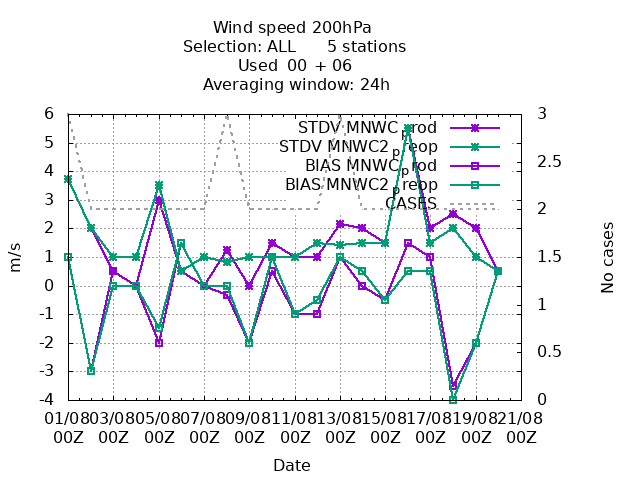 Wind speed 200hPa
Selection: ALL 5 stations
Used 00 + 06
Averaging window: 24h
STDV MNWC_prod
STDV MNWC2_preop
BIAS MNWC_prod
BIAS MNWC2_preop
CASES
6
5
4
3
2
1
0
-1
-2
-3
-4
m/s
3
2.5
2
1.5
1
0.5
0
No cases
01/08 03/08 05/08 07/08 09/08 11/08 13/08 15/08 17/08 19/08 21/08
00Z 00Z 00Z 00Z 00Z 00Z 00Z 00Z 00Z 00Z 00Z
Date